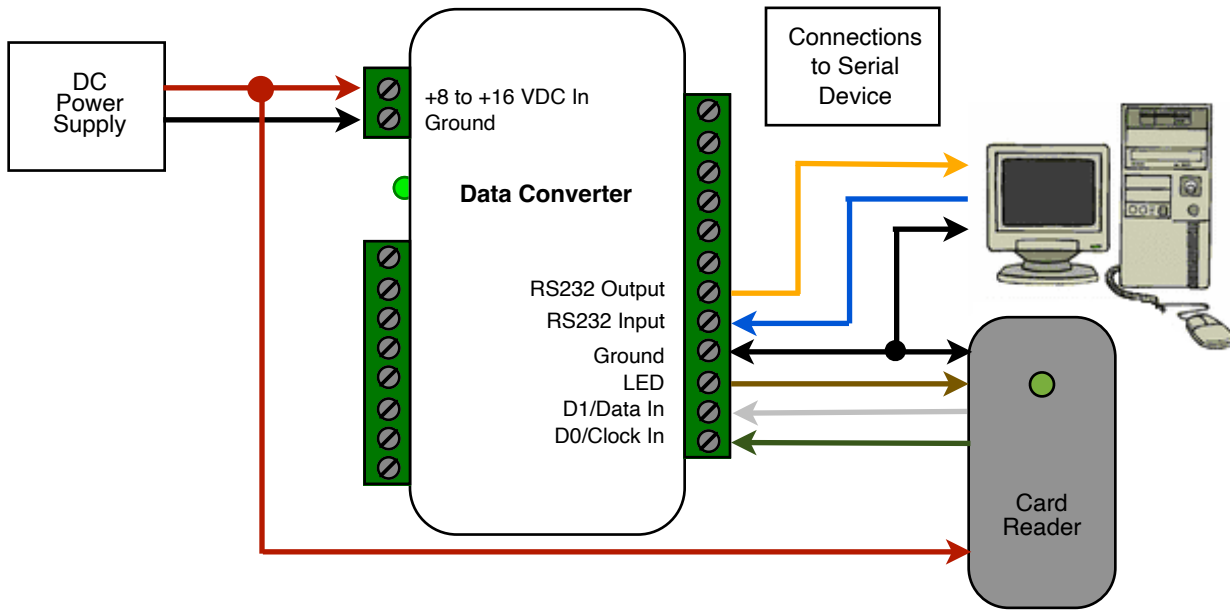 DC
Power
Supply
+8 to +16 VDC In
Ground
Data Converter
Connections
to Serial
Device
RS232 Output
RS232 Input
Ground
LED
D1/Data In
D0/Clock In
Card
Reader